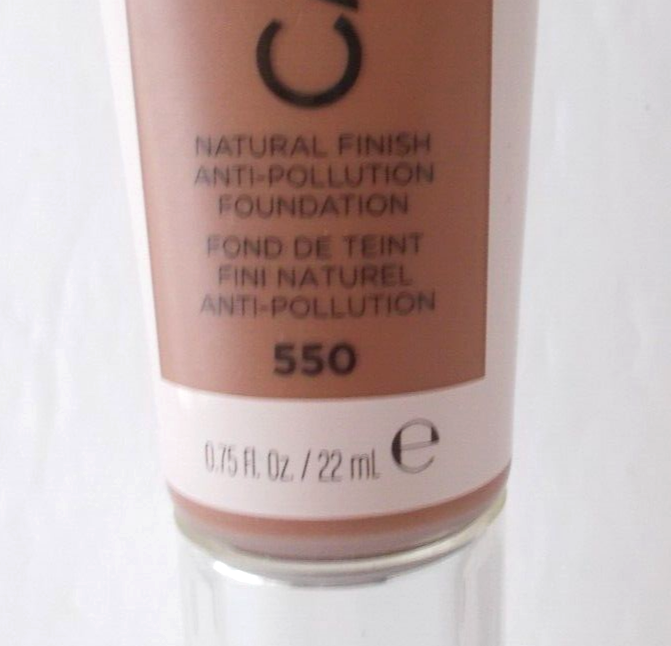 NATURAL FINISH
ANTI-POLLUTION
FOUNDATION
FOND DE TEINT
FINI NATUREL
ANTI-POLLUTION
550
0.75 fl. Oz. / 22 mL ℮